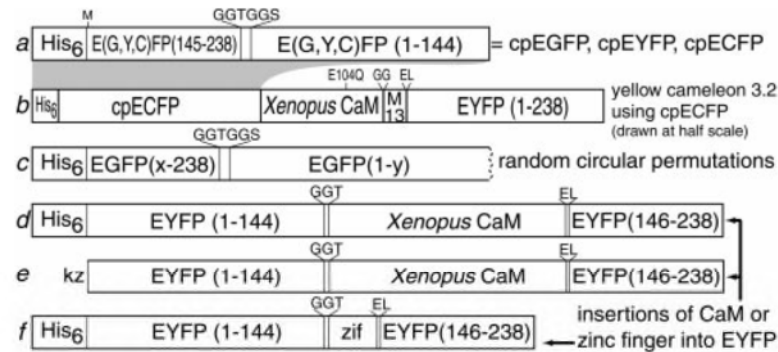 M GGTGGS
a His6 E(G,Y,C)FP(145-238) E(G,Y,C)FP (1-144) = cpEGFP, cpEYFP, cpECFP
E104Q GG EL
b His6 cpECFP Xenopus CaM M13 EYFP (1-238) yellow cameleon 3.2
using cpECFP
(drawn at half scale)
GGTGGS
c His6 EGFP(x-238) EGFP(1-y) random circular permutations
GGT EL
d His6 EYFP (1-144) Xenopus CaM EYFP(146-238)
GGT EL
e kz EYFP (1-144) Xenopus CaM EYFP(146-238)
GGT EL
f His6 EYFP (1-144) zif EYFP(146-238)
insertions of CaM or
zinc finger into EYFP